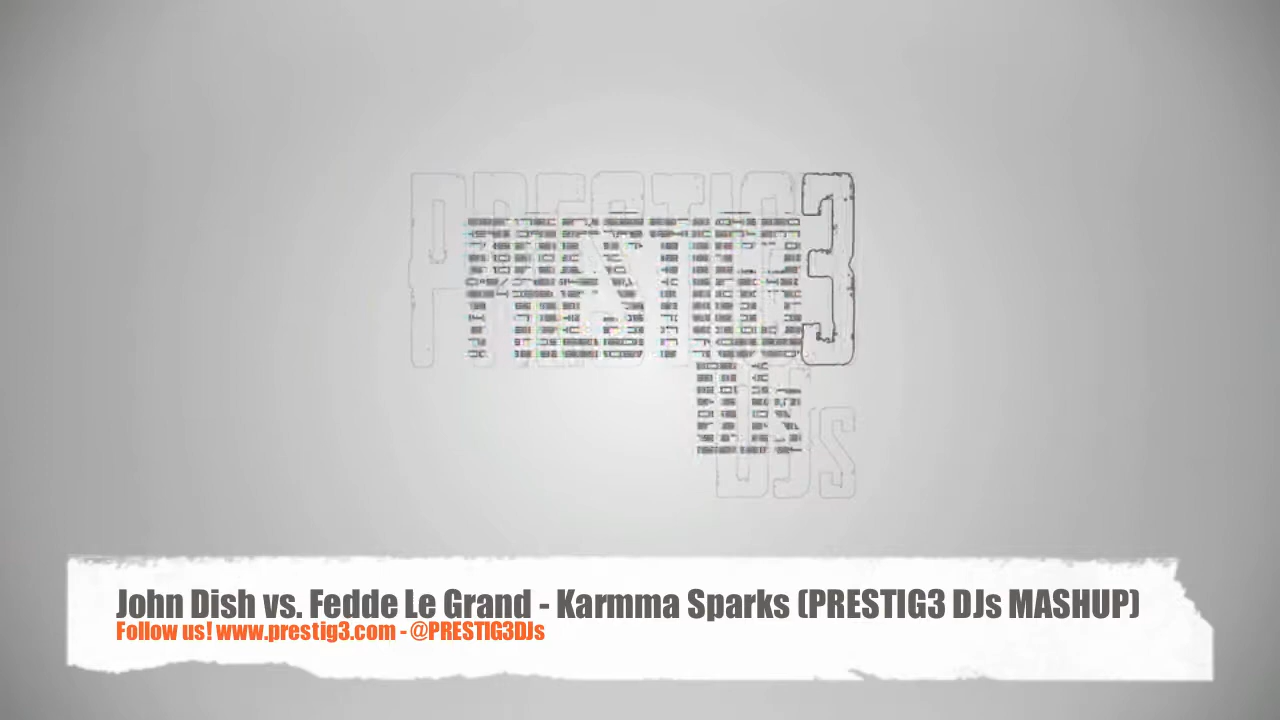 PRESTIG3
DJS
John Dish vs. Fedde Le Grand - Karmma Sparks (PRESTIG3 DJs MASHUP)
Follow us! www.prestig3.com - @PRESTIG3DJs